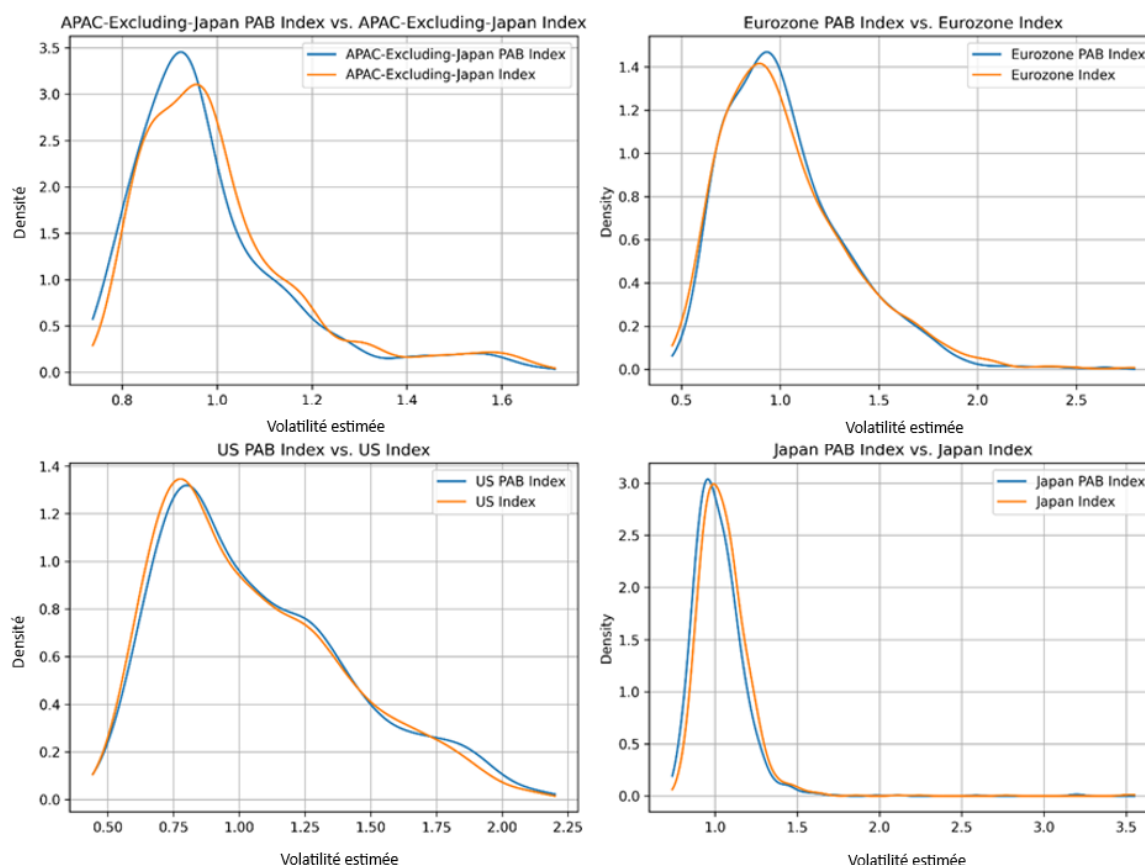 APAC-Excluding-Japan PAB Index vs. APAC-Excluding-Japan Index
3.5
3.0
2.5
2.0
1.5
1.0
0.5
0.0
Densité
APAC-Excluding-Japan PAB Index
APAC-Excluding-Japan Index
0.8 1.0 1.2 1.4 1.6
Volatilité estimée
Eurozone PAB Index vs. Eurozone Index
1.4
1.2
1.0
0.8
0.6
0.4
0.2
0.0
Density
Eurozone PAB Index
Eurozone Index
0.5 1.0 1.5 2.0 2.5
Volatilité estimée
US PAB Index vs. US Index
1.4
1.2
1.0
0.8
0.6
0.4
0.2
0.0
Densité
US PAB Index
US Index
0.50 0.75 1.00 1.25 1.50 1.75 2.00 2.25
Volatilité estimée
Japan PAB Index vs. Japan Index
3.0
2.5
2.0
1.5
1.0
0.5
0.0
Density
Japan PAB Index
Japan Index
1.0 1.5 2.0 2.5 3.0 3.5
Volatilité estimée